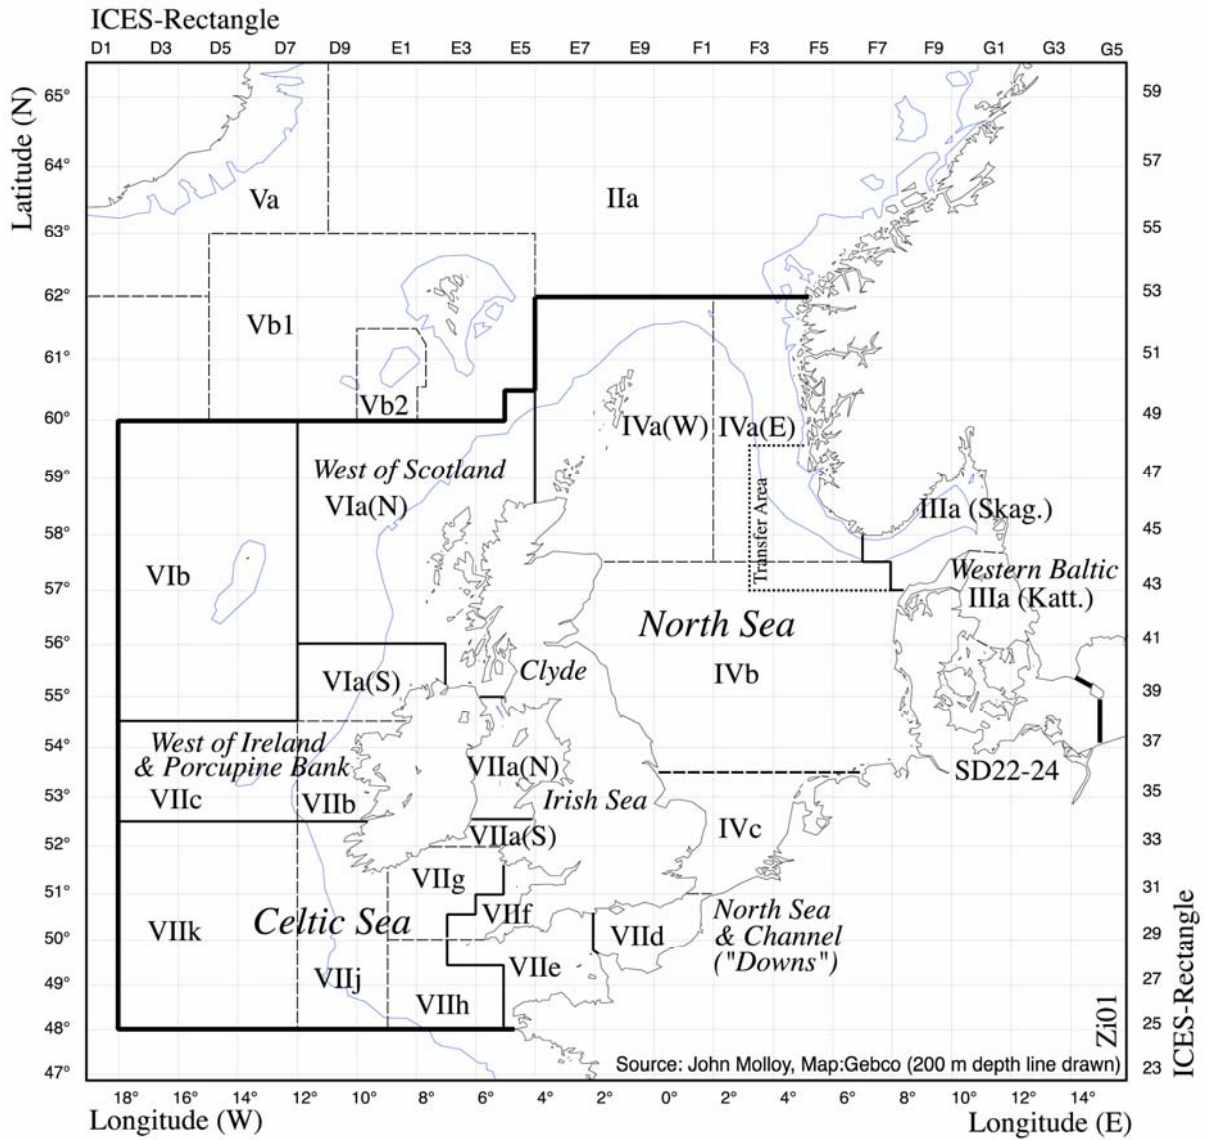 ICES-Rectangle
D1 D3 D5 D7 D9 E1 E3 E5 E7 E9 F1 F3 F5 F7 F9 G1 G3 G5
Latitude (N)
65° 59
64° 57
Va IIa
63° 55
62° 53
Vb1
61° 51
Vb2
60° 49
IVa(W) IVa(E)
West of Scotland
59° 47
VIa(N) IIIa (Skag.)
Transfer Area
58° 45
VIb Western Baltic
57° 43
IIIa (Katt.)
North Sea
56° 41
Clyde IVb
VIa(S)
55° 39
West of Ireland
& Porcupine Bank
54° 37
VIIa(N) SD22-24
VIIc VIIb Irish Sea
53° 35
IVc
VIIa(S)
52° 33
VIIg
51° 31
VIIf North Sea
Celtic Sea & Channel
VIIk VIId ("Downs")
50° 29
VIIj VIIe
49° 27
VIIh
48° 25
47° 23
ICES-Rectangle
Zi01
Source: John Molloy, Map:Gebco (200 m depth line drawn)
18° 16° 14° 12° 10° 8° 6° 4° 2° 0° 2° 4° 6° 8° 10° 12° 14°
Longitude (W) Longitude (E)